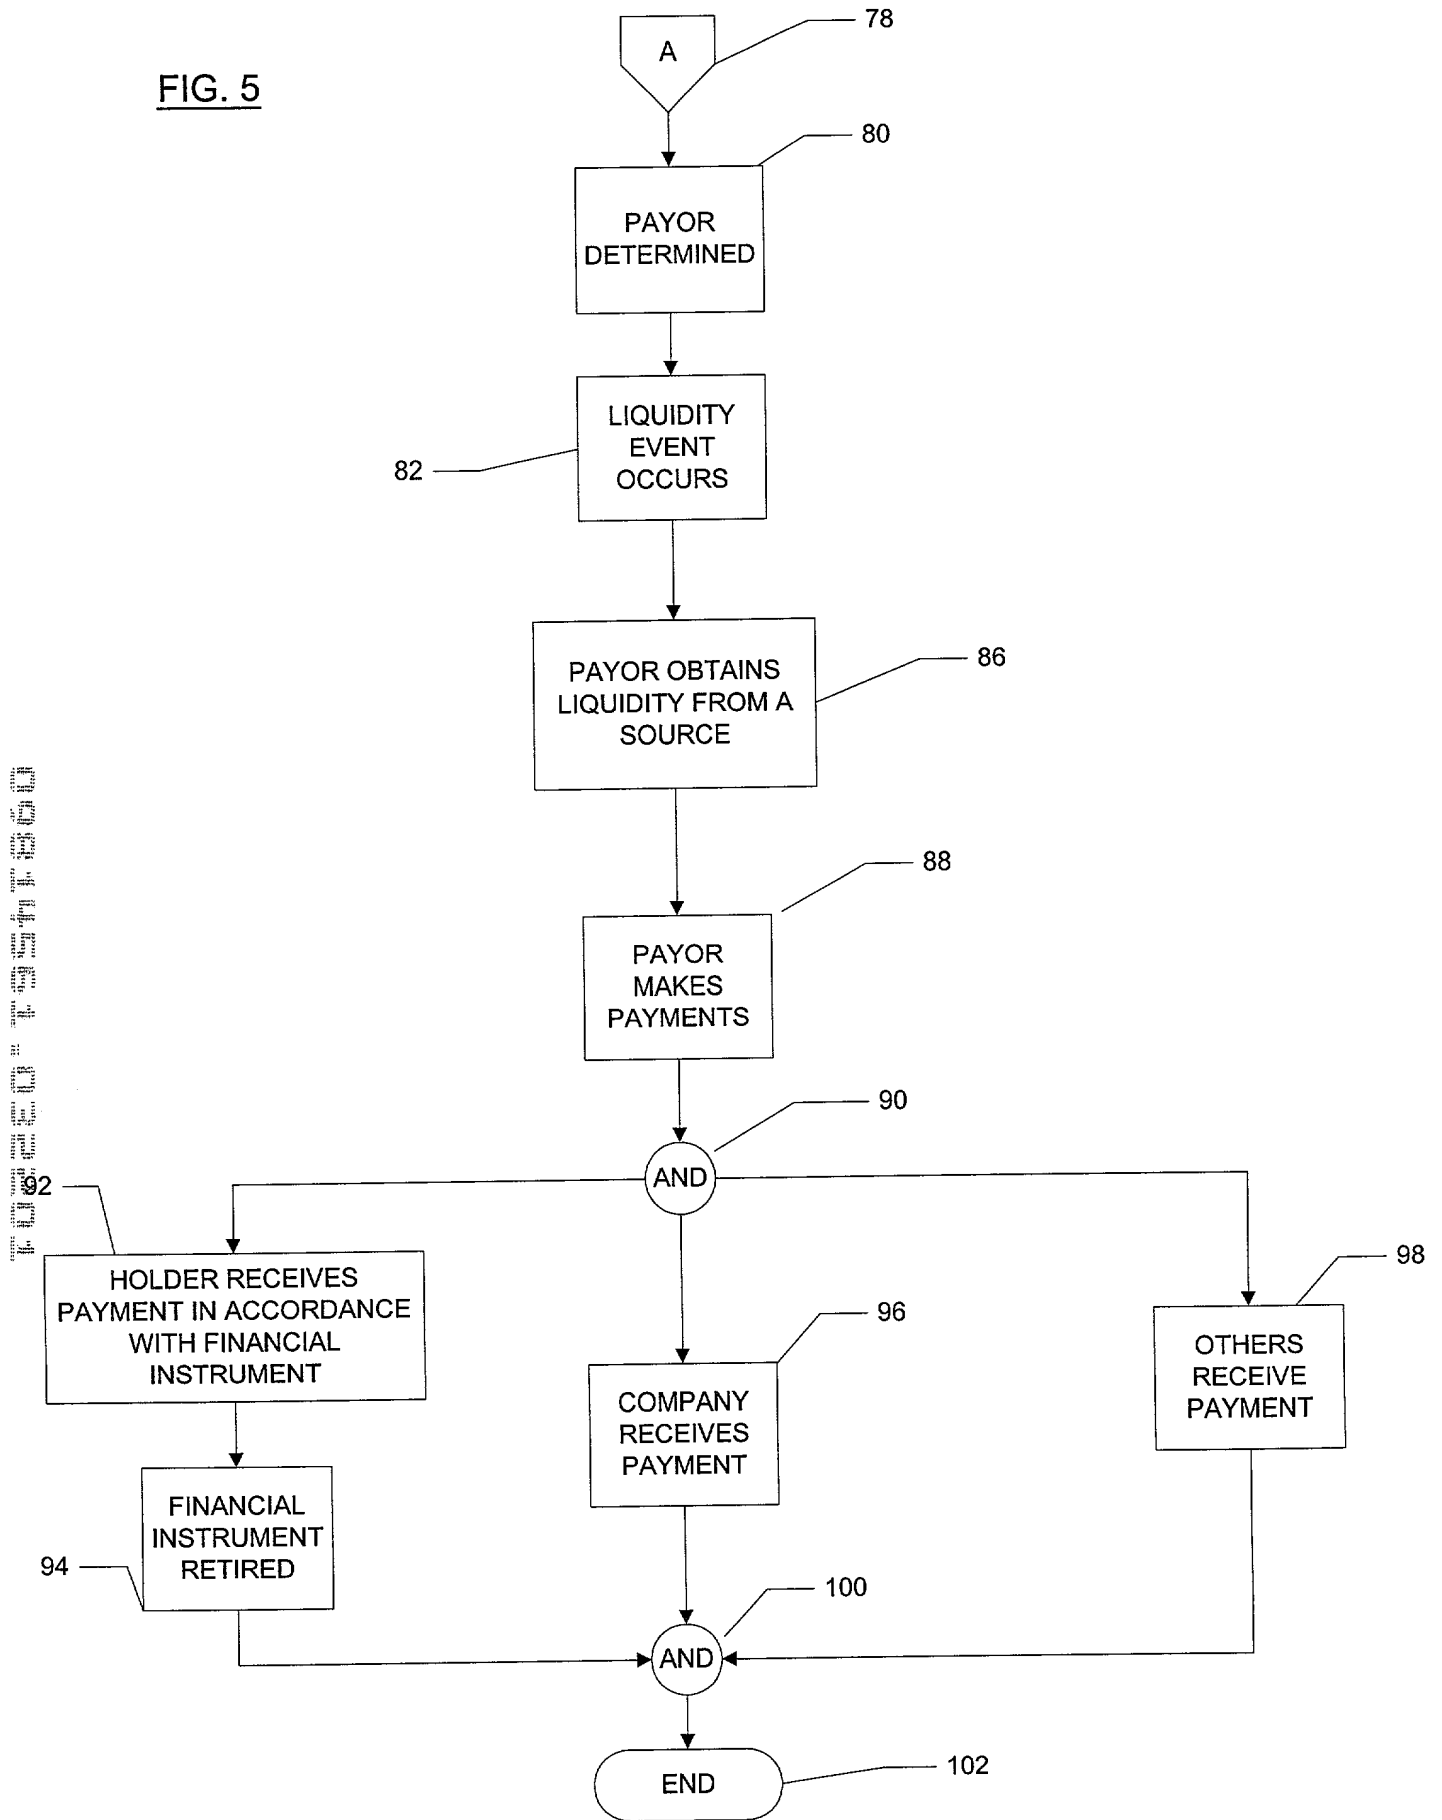 78
A
FIG. 5
80
PAYOR
DETERMINED
LIQUIDITY
EVENT
OCCURS
82
PAYOR OBTAINS
LIQUIDITY FROM A
SOURCE
86
88
PAYOR
MAKES
PAYMENTS
90
AND
92
HOLDER RECEIVES
PAYMENT IN ACCORDANCE
WITH FINANCIAL
INSTRUMENT
98
96
OTHERS
RECEIVE
PAYMENT
COMPANY
RECEIVES
PAYMENT
FINANCIAL
INSTRUMENT
RETIRED
94
100
AND
END
102